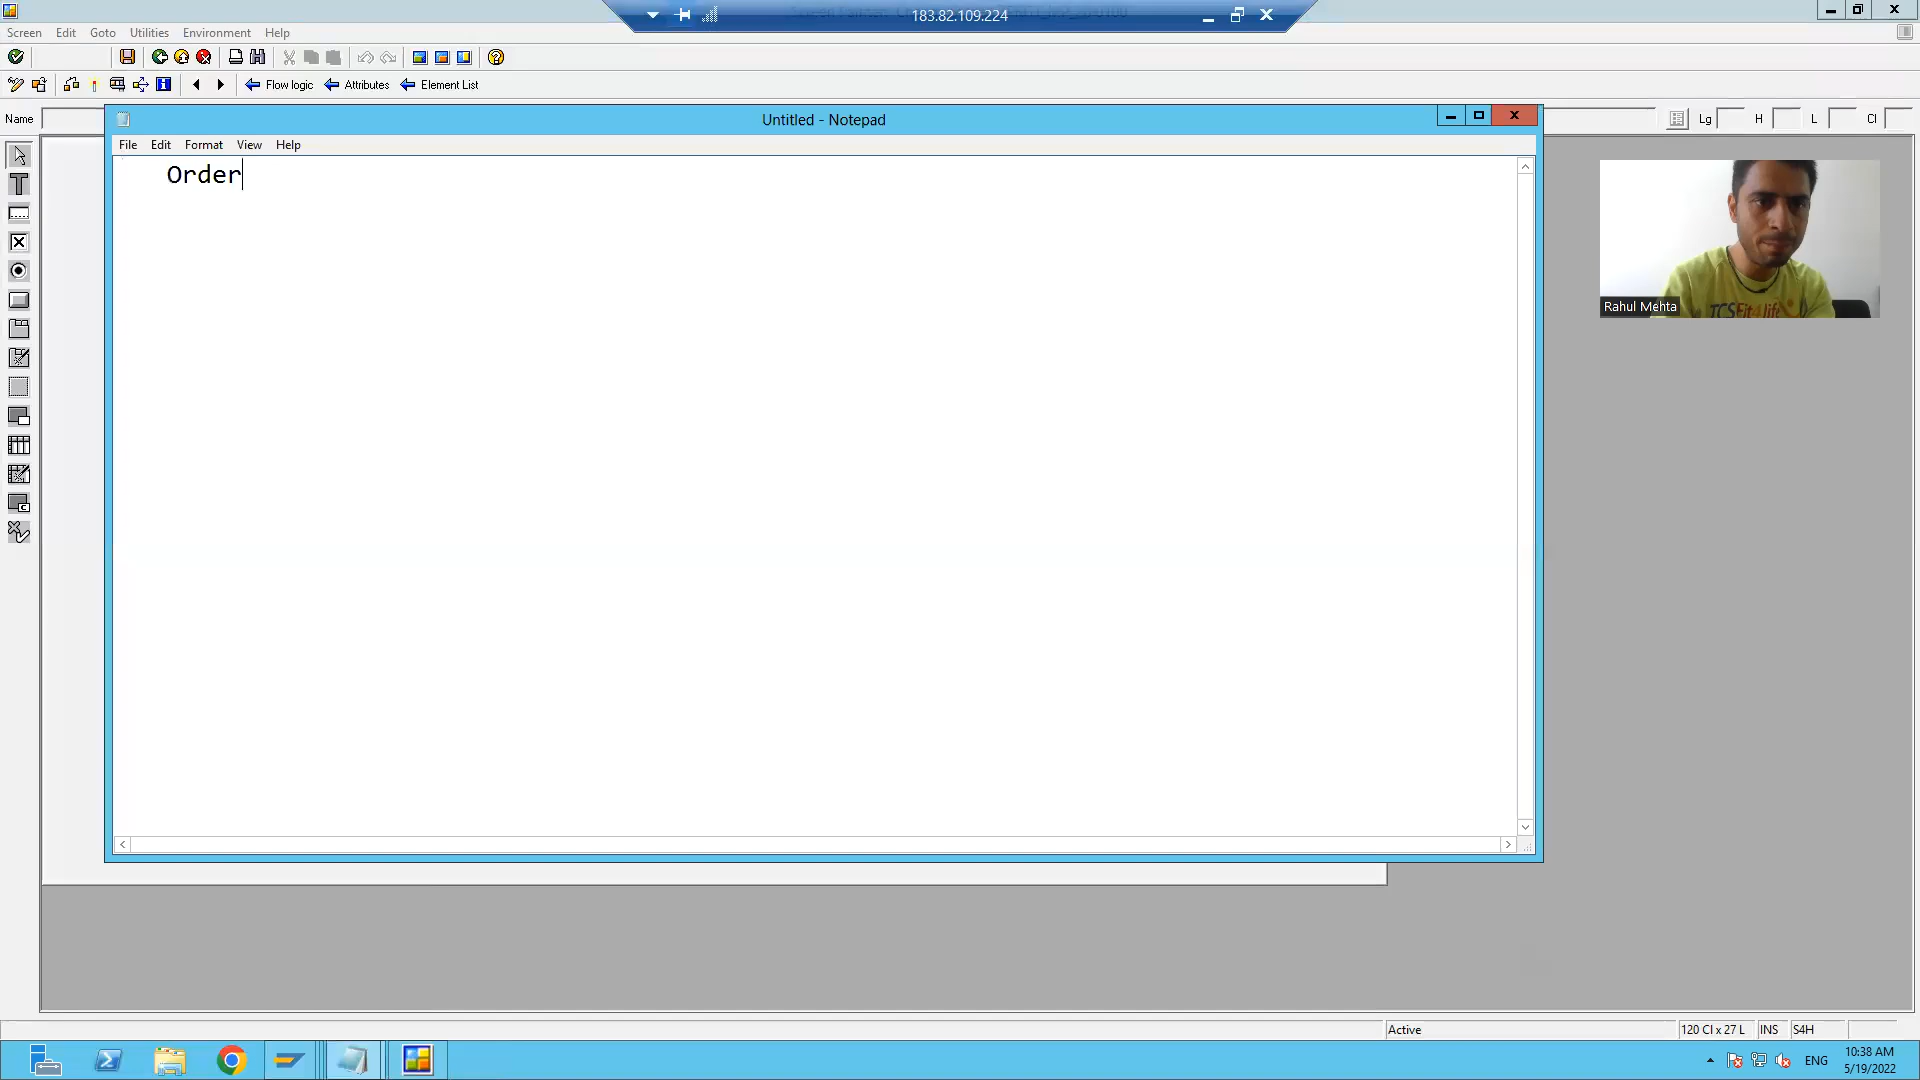 183.82.109.224
Screen Edit Goto Utilities Environment Help
Flow logic Attributes Element List
Name
Lg H L Cl
Untitled - Notepad
File Edit Format View Help
Order
Rahul Mehta
TCSFit4life
Active
120 Cl x 27 L
INS
S4H
ENG
10:38 AM
5/19/2022